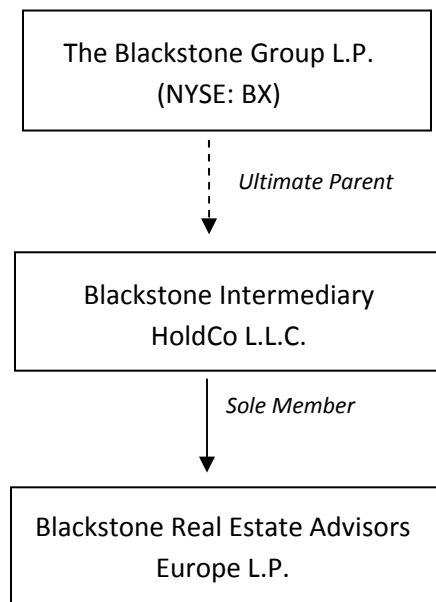 The Blackstone Group L.P.
(NYSE: BX)
Ultimate Parent
Blackstone Intermediary
HoldCo L.L.C.
Sole Member
Blackstone Real Estate Advisors
Europe L.P.